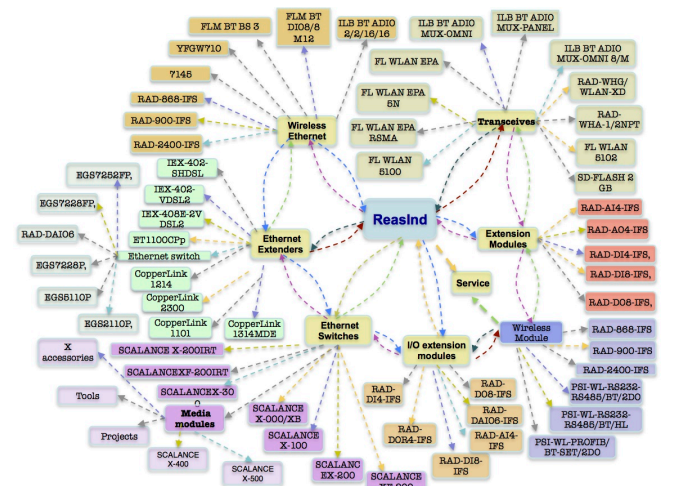 FLM BT BS 3
FLM BT
DIO8/8
M12
ILB BT ADIO
2/2/16/16
YFGW710
7145
RAD-868-IFS
RAD-900-IFS
RAD-2400-IFS
Wireless
Ethernet
ILB BT ADIO
MUX-OMNI
ILB BT ADIO
MUX-PANEL
ILB BT ADIO
MUX-OMNI 8/M
FL WLAN EPA
FL WLAN EPA
5N
FL WLAN EPA
RSMA
FL WLAN
5100
Transceives
RAD-WHG/
WLAN-XD
RAD-
WHA-1/2NPT
FL WLAN
5102
SD-FLASH 2
GB
ReasInd
IEX-402-
SHDSL
IEX-402-
VDSL2
IEX-408E-2V
DSL2
ET1100CPp
Ethernet switch
CopperLink
1214
CopperLink
2300
CopperLink
1101
CopperLink
1314MDE
Ethernet
Extenders
EGS7252FP,
EGS7228FP,
RAD-DAIO6
EGS7228P,
EGS5110P
EGS2110P,
Extension
Modules
RAD-AI4-IFS
RAD-A04-IFS
RAD-DI4-IFS,
RAD-DI8-IFS,
RAD-DO8-IFS,
Service
Ethernet
Switches
I/O extension
modules
Wireless
Module
RAD-868-IFS
RAD-900-IFS
RAD-2400-IFS
PSI-WL-RS232-
RS485/BT/2DO
PSI-WL-RS232-
RS485/BT/HL
PSI-WL-PROFIB/
BT-SET/2DO
SCALANCE X-200IRT
SCALANCEXF-200IRT
SCALANCEX-30
0
Media
modules
X
accessories
Tools
Projects
SCALANCE
X-400
SCALANCE
X-500
SCALANCE
X-000/XB
SCALANCE
X-100
SCALANC
EX-200
SCALANCE
RAD-
DI4-IFS
RAD-
DOR4-IFS
RAD-DI8-
IFS
RAD-
DO8-IFS
RAD-
DAIO6-IFS
RAD-AI4-
IFS